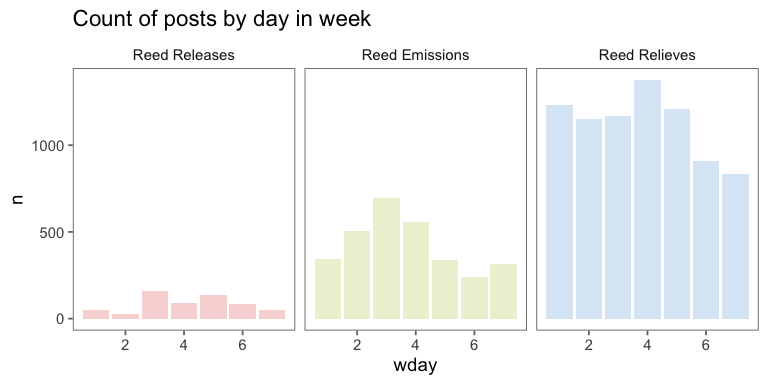 Count of posts by day in week
Reed Releases Reed Emissions Reed Relieves
1000
500
0
n
2 4 6 2 4 6 2 4 6
wday